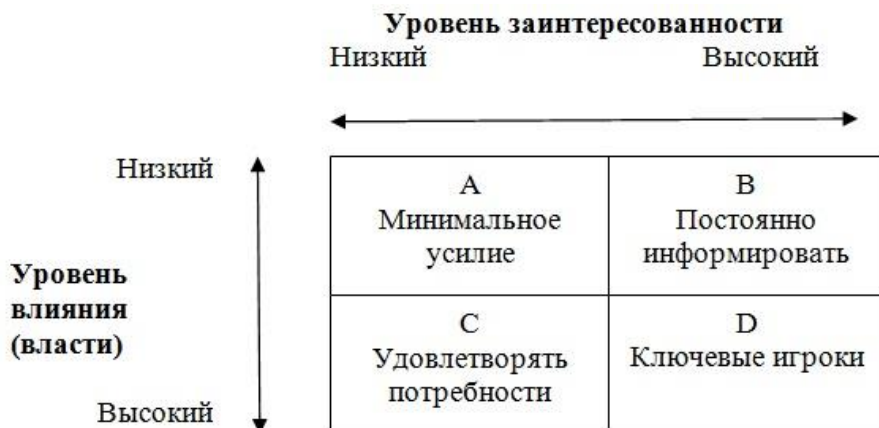 Уровень заинтересованности
Низкий Высокий
Низкий
A B
Минимальное Постоянно
усилие информировать
Уровень
влияния
(власти)
C D
Удовлетворять Ключевые игроки
потребности
Высокий